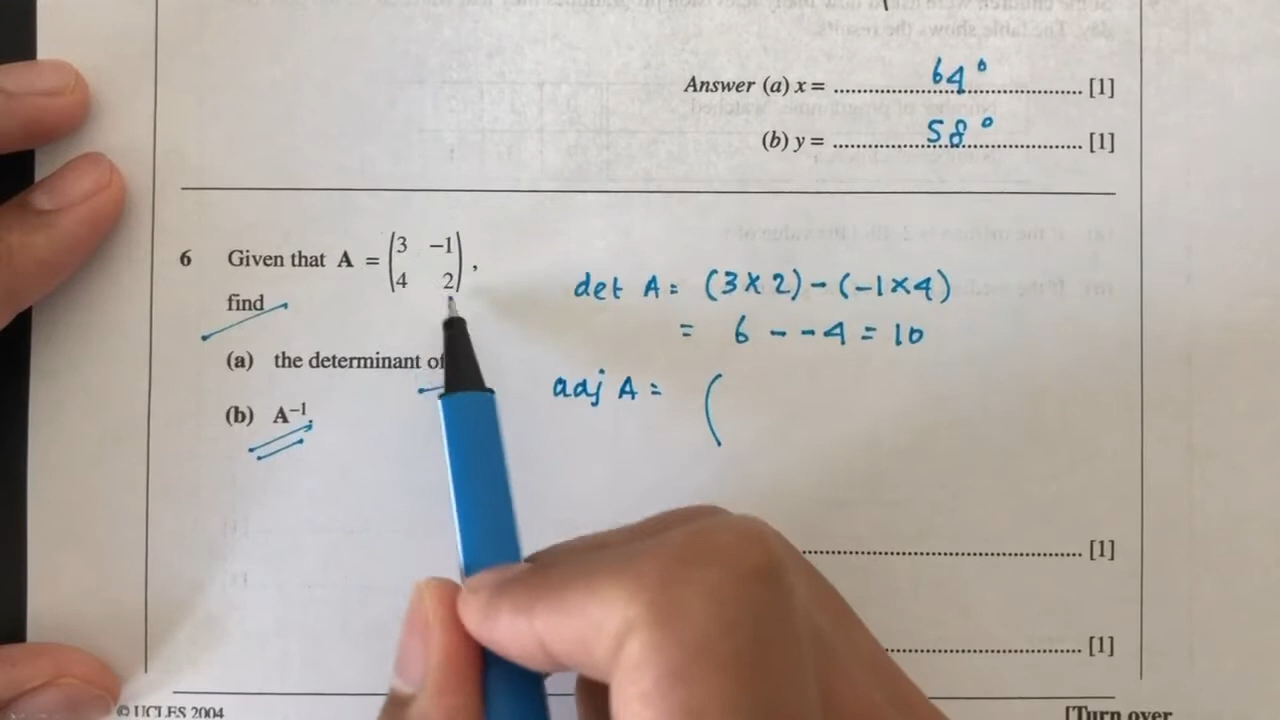 Answer (a) x = ........................ 64° ........................ [1]
(b) y = ........................ 58° ........................ [1]
6 Given that A = (3 −1
4 2),
find
(a) the determinant of
(b) A⁻¹.
det A = (3×2)-(-1×4)
= 6 - -4 = 10
adj A = (
........................ [1]
........................ [1]
© UCLES 2004
[Turn over